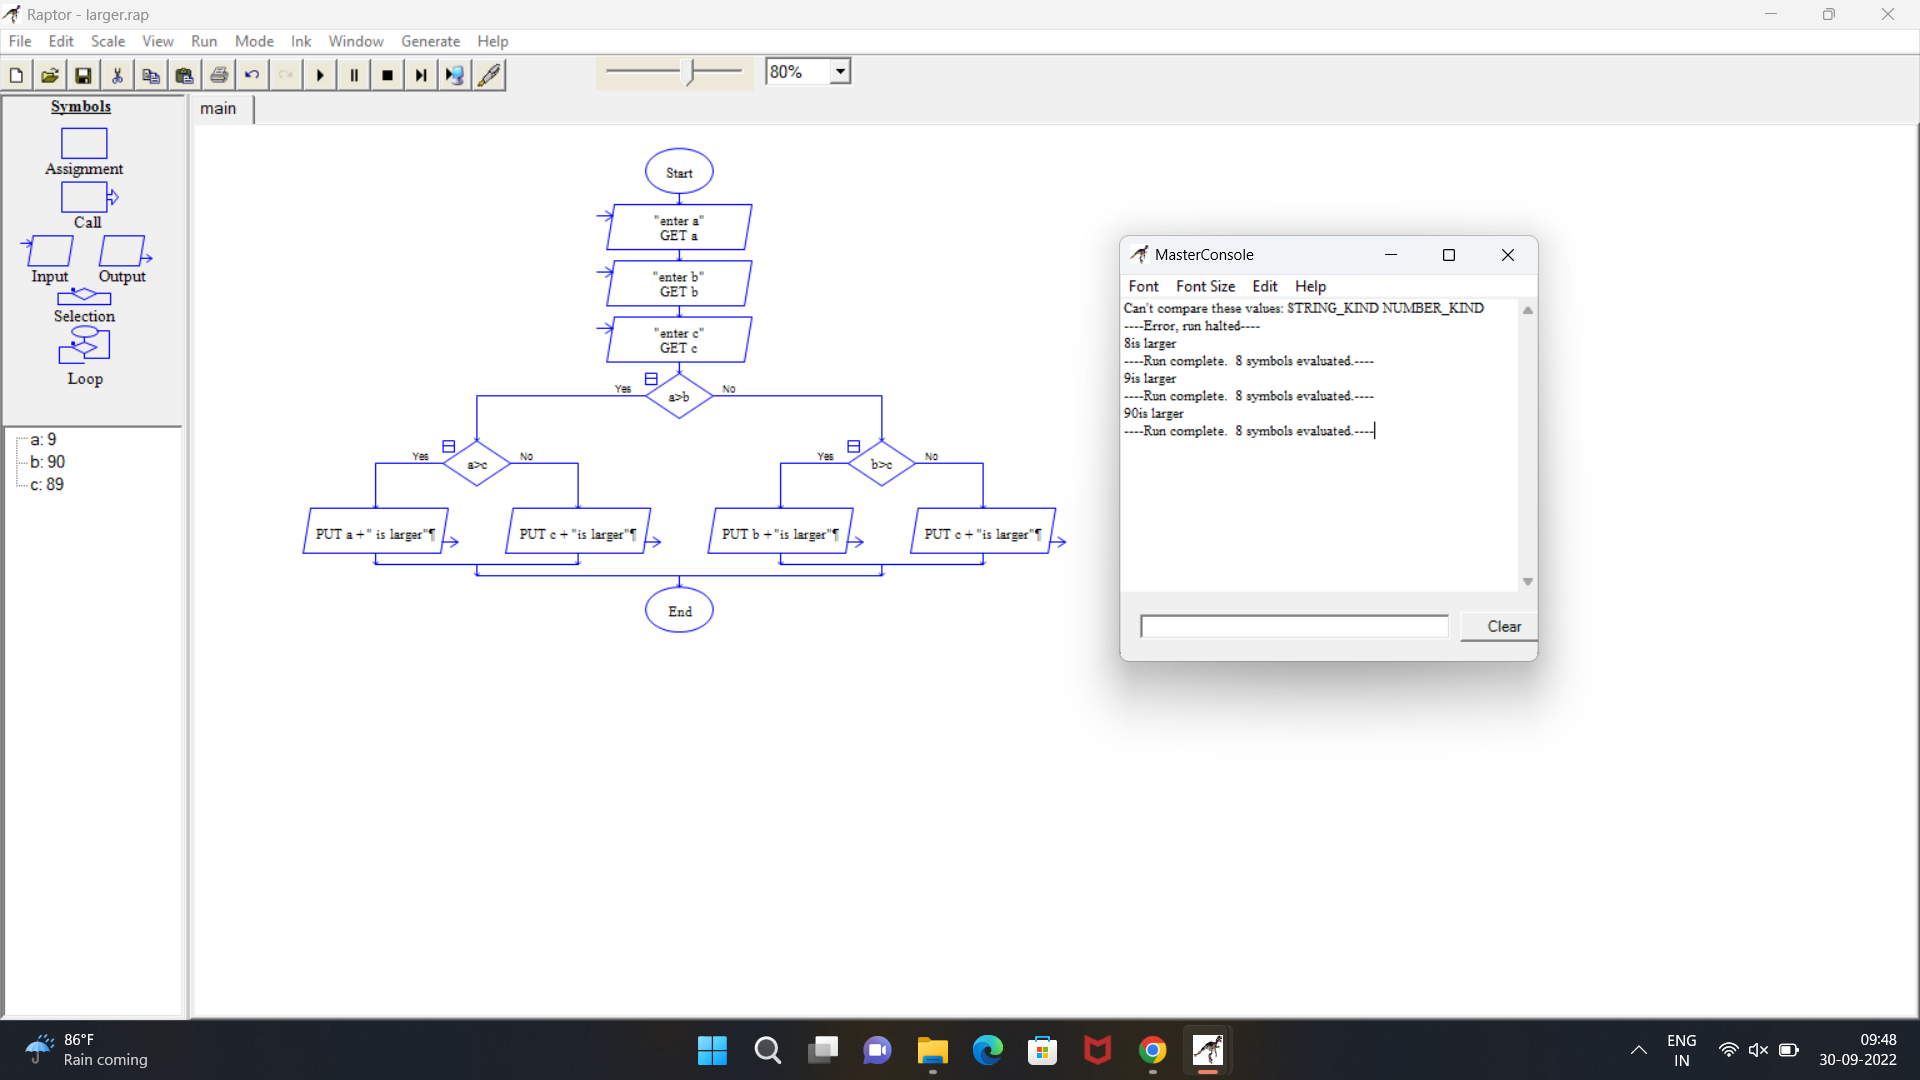 Raptor - larger.rap
File Edit Scale View Run Mode Ink Window Generate Help
80%
Symbols
Assignment
Call
Input Output
Selection
Loop
a: 9
b: 90
c: 89
main
Start
"enter a"
GET a
"enter b"
GET b
"enter c"
GET c
Yes a>b No
Yes a>c No
Yes b>c No
PUT a +" is larger"¶
PUT c + "is larger"¶
PUT b +"is larger"¶
PUT c + "is larger"¶
End
MasterConsole
Font Font Size Edit Help
Can't compare these values: STRING_KIND NUMBER_KIND
----Error, run halted----
8is larger
----Run complete.  8 symbols evaluated.----
9is larger
----Run complete.  8 symbols evaluated.----
90is larger
----Run complete.  8 symbols evaluated.----
Clear
86°F
Rain coming
ENG
IN
09:48
30-09-2022